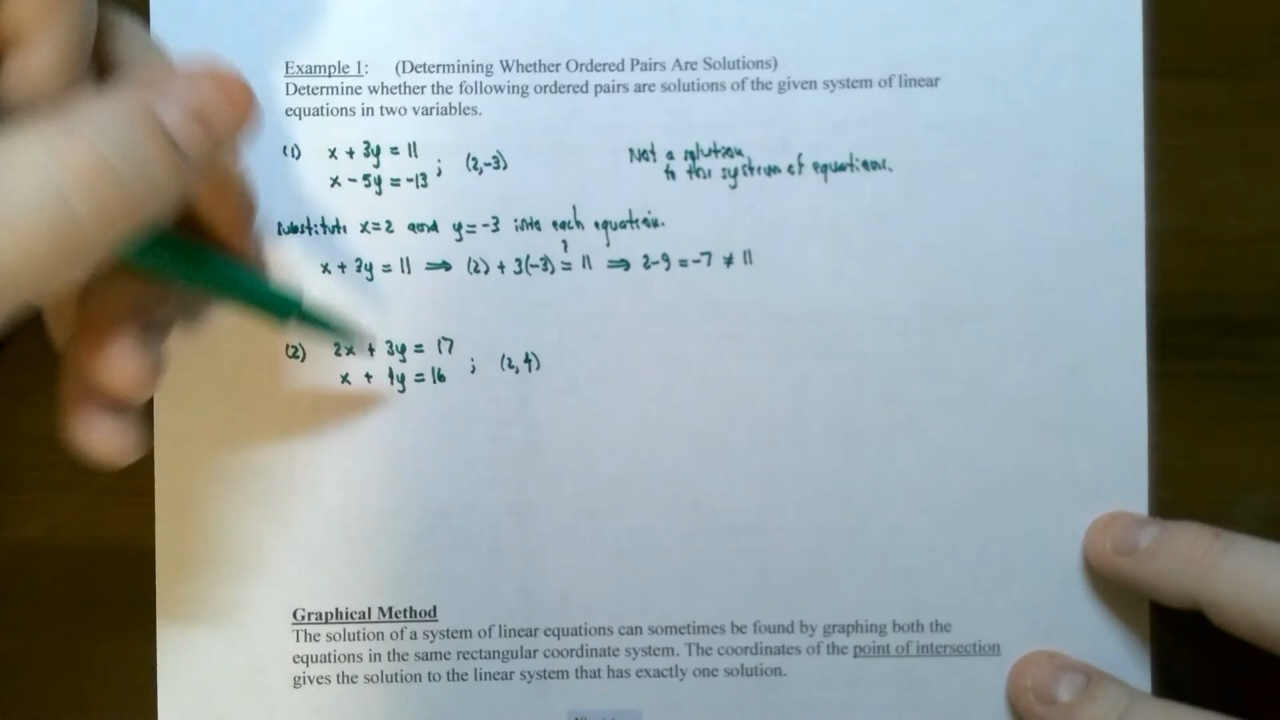 Example 1: (Determining Whether Ordered Pairs Are Solutions)
Determine whether the following ordered pairs are solutions of the given system of linear
equations in two variables.
(1) x + 3y = 11
x - 5y = -13 ; (2,-3)
Not a solution
to this system of equations.
Substitute x=2 and y=-3 into each equation.
x + 3y = 11 ⇒ (2) + 3(-3) ≟ 11 ⇒ 2-9 = -7 ≠ 11
(2) 2x + 3y = 17
x + 4y = 16 ; (2,4)
Graphical Method
The solution of a system of linear equations can sometimes be found by graphing both the
equations in the same rectangular coordinate system. The coordinates of the point of intersection
gives the solution to the linear system that has exactly one solution.